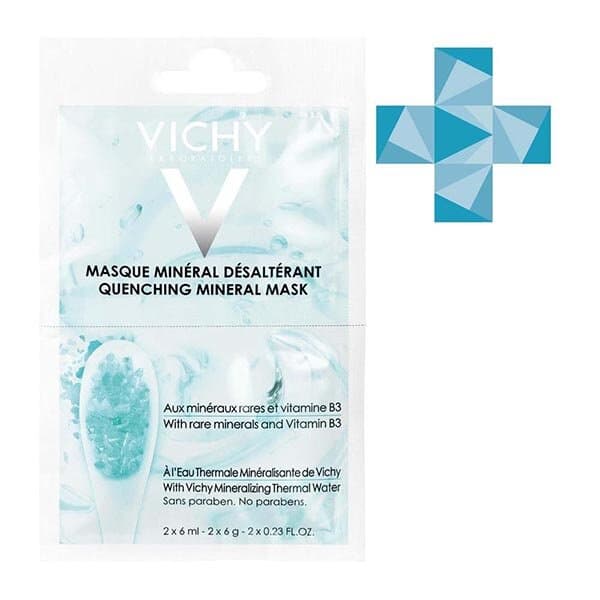 VICHY
LABORATOIRES
V
MASQUE MINÉRAL DÉSALTÉRANT
QUENCHING MINERAL MASK
Aux minéraux rares et vitamine B3
With rare minerals and Vitamin B3
À l'Eau Thermale Minéralisante de Vichy
With Vichy Mineralizing Thermal Water
Sans paraben. No parabens.
2 x 6 ml - 2 x 6 g - 2 x 0.23 FL.OZ.